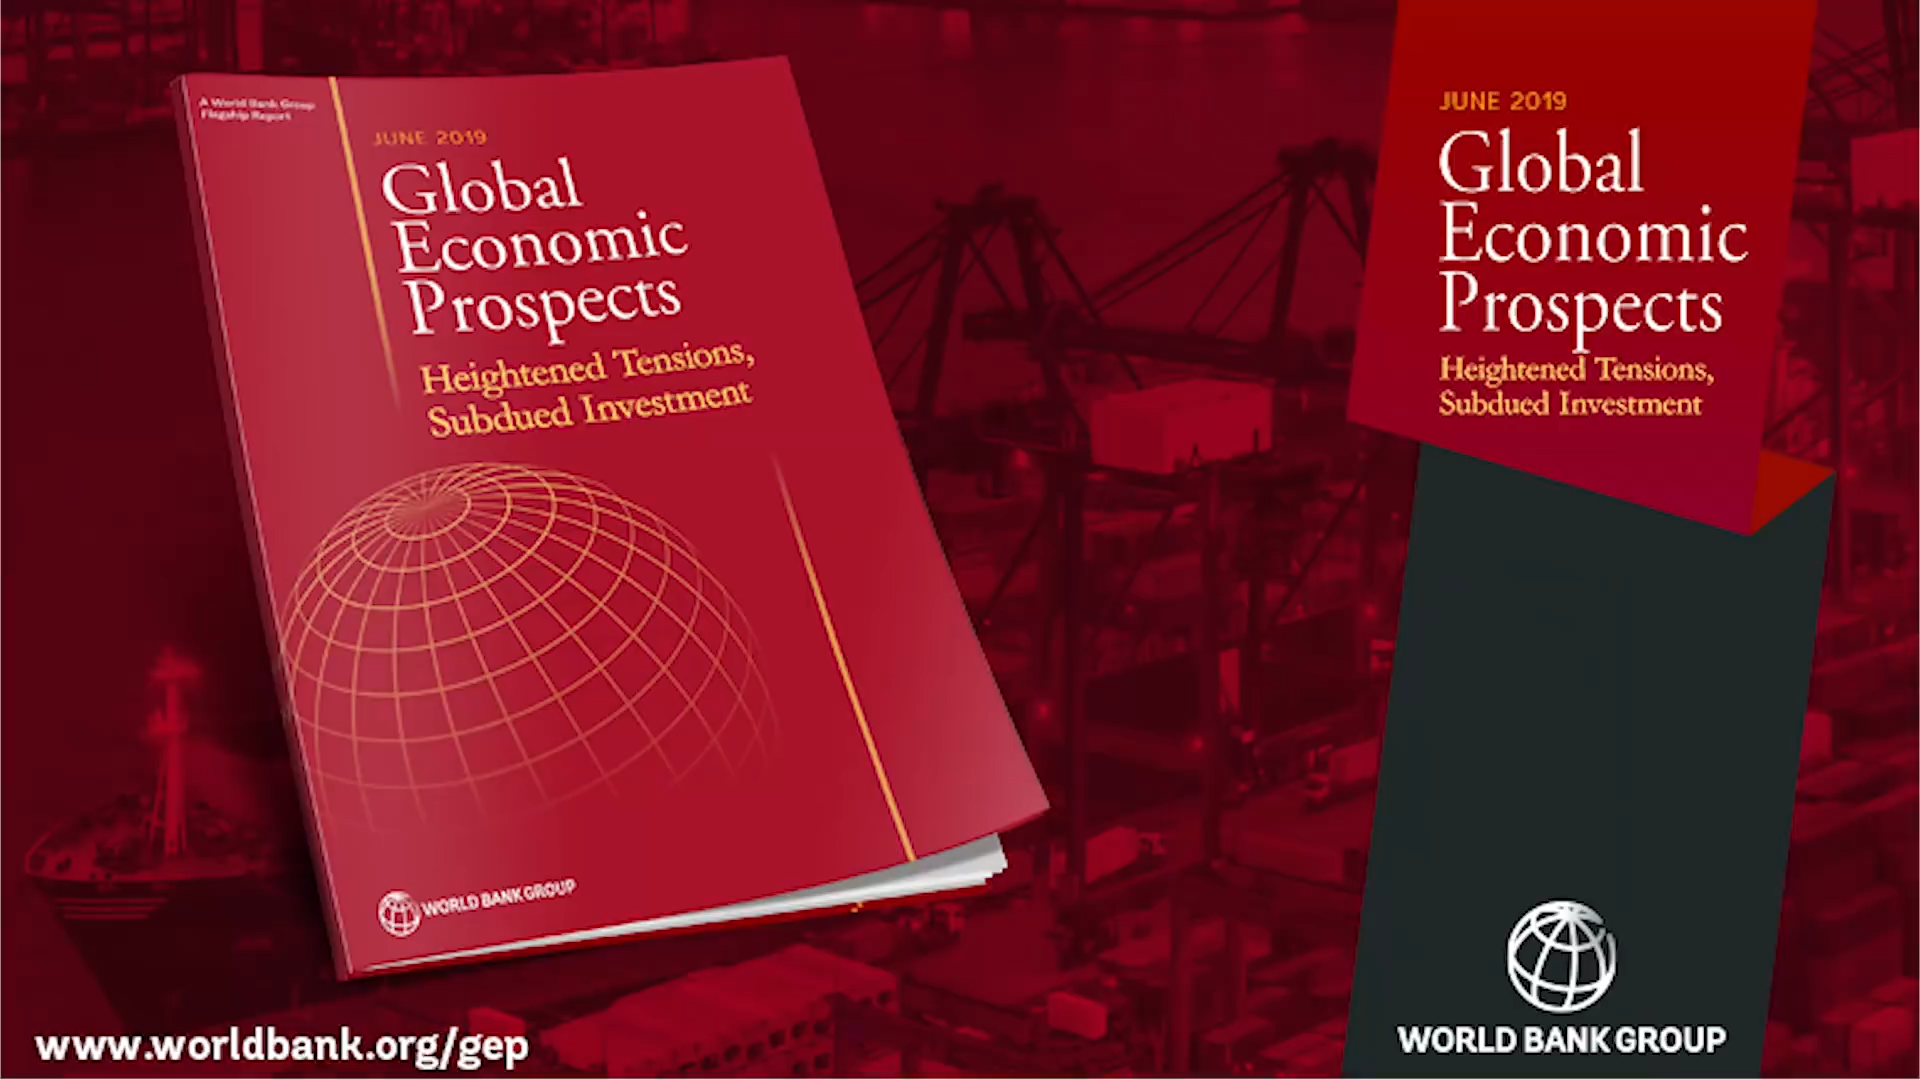 A World Bank Group
Flagship Report
JUNE 2019
Global
Economic
Prospects
Heightened Tensions,
Subdued Investment
WORLD BANK GROUP
JUNE 2019
Global
Economic
Prospects
Heightened Tensions,
Subdued Investment
WORLD BANK GROUP
www.worldbank.org/gep